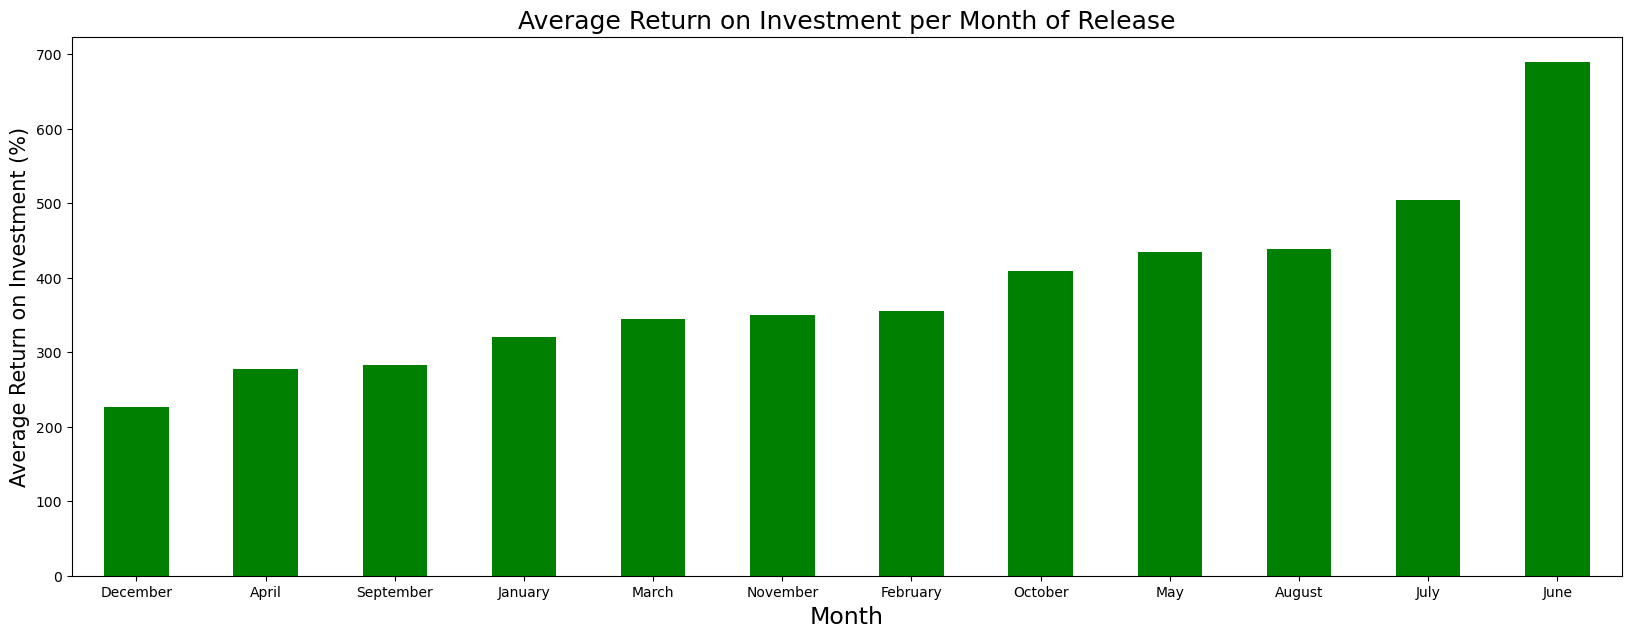 Average Return on Investment per Month of Release
Average Return on Investment (%)
700
600
500
400
300
200
100
0
December April September January March November February October May August July June
Month